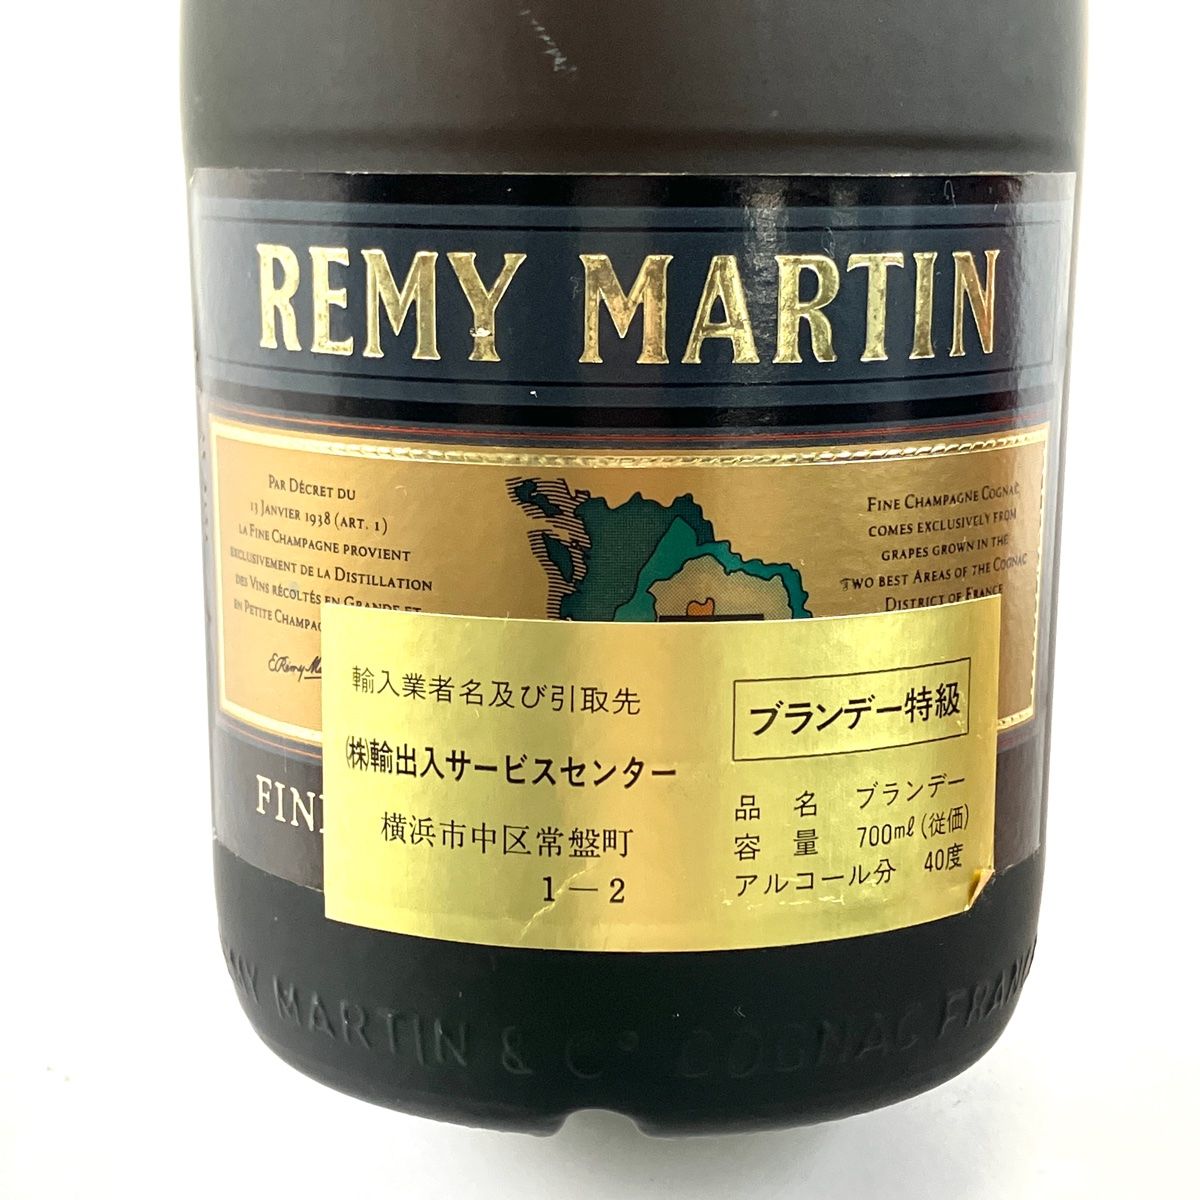 REMY MARTIN
PAR DÉCRET DU
13 JANVIER 1938 (ART. 1)
LA FINE CHAMPAGNE PROVIENT
EXCLUSIVEMENT DE LA DISTILLATION
DES VINS RÉCOLTÉS EN GRANDE ET
EN PETITE
FINE CHAMPAGNE COGNAC
COMES EXCLUSIVELY FROM
GRAPES GROWN IN THE
TWO BEST AREAS OF THE COGNAC
DISTRICT OF FRANCE
輸入業者名及び引取先
㈱輸出入サービスセンター
横浜市中区常盤町
1－2
ブランデー特級
品名 ブランデー
容量 700ml(従価)
アルコール分 40度
MARTIN & Cº COGNAC